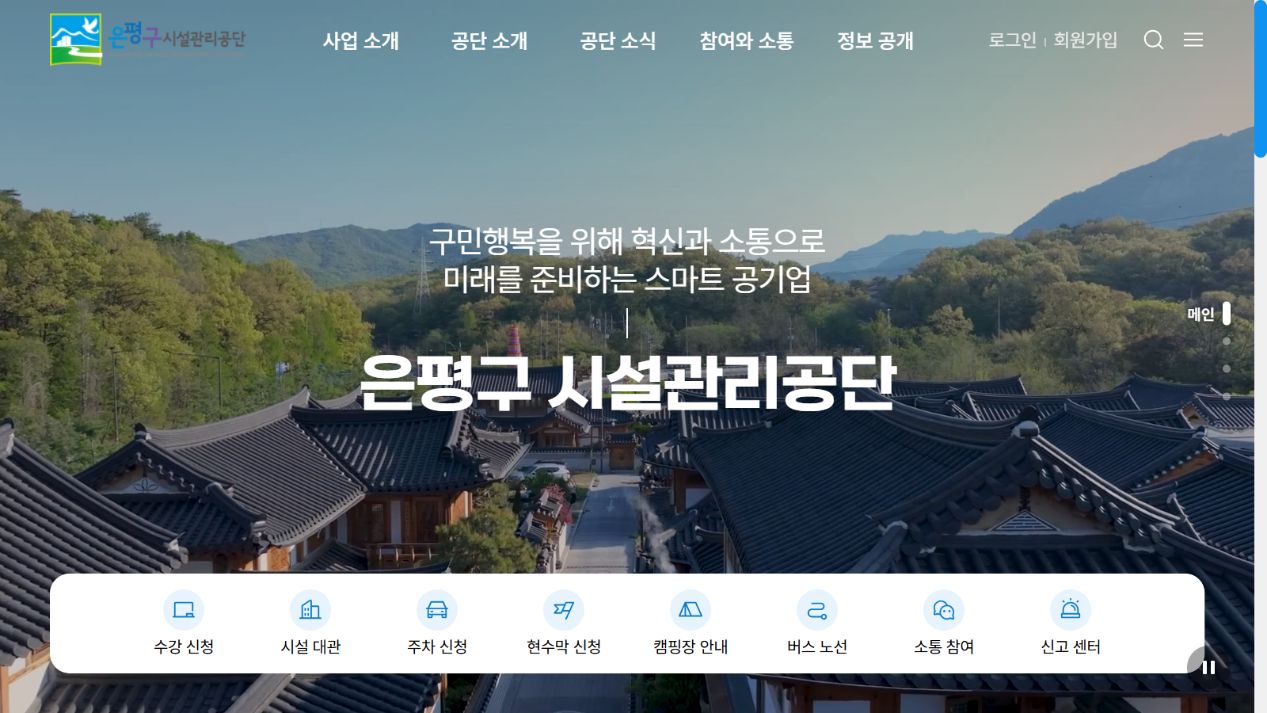 은평구시설관리공단
사업 소개
공단 소개
공단 소식
참여와 소통
정보 공개
로그인
회원가입
구민행복을 위해 혁신과 소통으로
미래를 준비하는 스마트 공기업
메인
은평구 시설관리공단
수강 신청
시설 대관
주차 신청
현수막 신청
캠핑장 안내
버스 노선
소통 참여
신고 센터